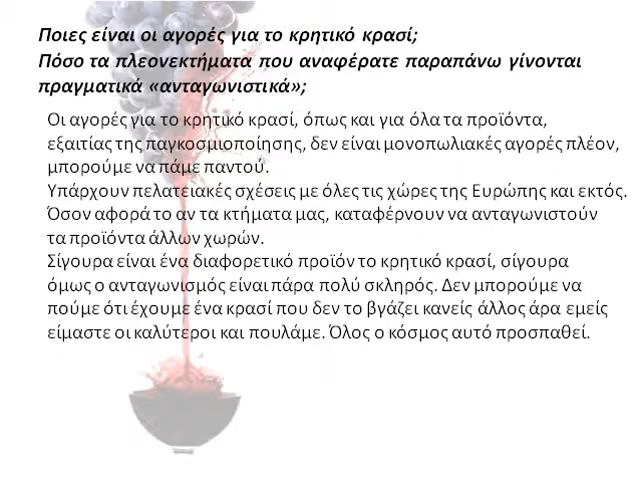 Ποιες είναι οι αγορές για το κρητικό κρασί;
Πόσο τα πλεονεκτήματα που αναφέρατε παραπάνω γίνονται
πραγματικά «ανταγωνιστικά»;
Οι αγορές για το κρητικό κρασί, όπως και για όλα τα προϊόντα,
εξαιτίας της παγκοσμιοποίησης, δεν είναι μονοπωλιακές αγορές πλέον,
μπορούμε να πάμε παντού.
Υπάρχουν πελατειακές σχέσεις με όλες τις χώρες της Ευρώπης και εκτός.
Όσον αφορά το αν τα κτήματα μας, καταφέρνουν να ανταγωνιστούν
τα προϊόντα άλλων χωρών.
Σίγουρα είναι ένα διαφορετικό προϊόν το κρητικό κρασί, σίγουρα
όμως ο ανταγωνισμός είναι πάρα πολύ σκληρός. Δεν μπορούμε να
πούμε ότι έχουμε ένα κρασί που δεν το βγάζει κανείς άλλος άρα εμείς
είμαστε οι καλύτεροι και πουλάμε. Όλος ο κόσμος αυτό προσπαθεί.